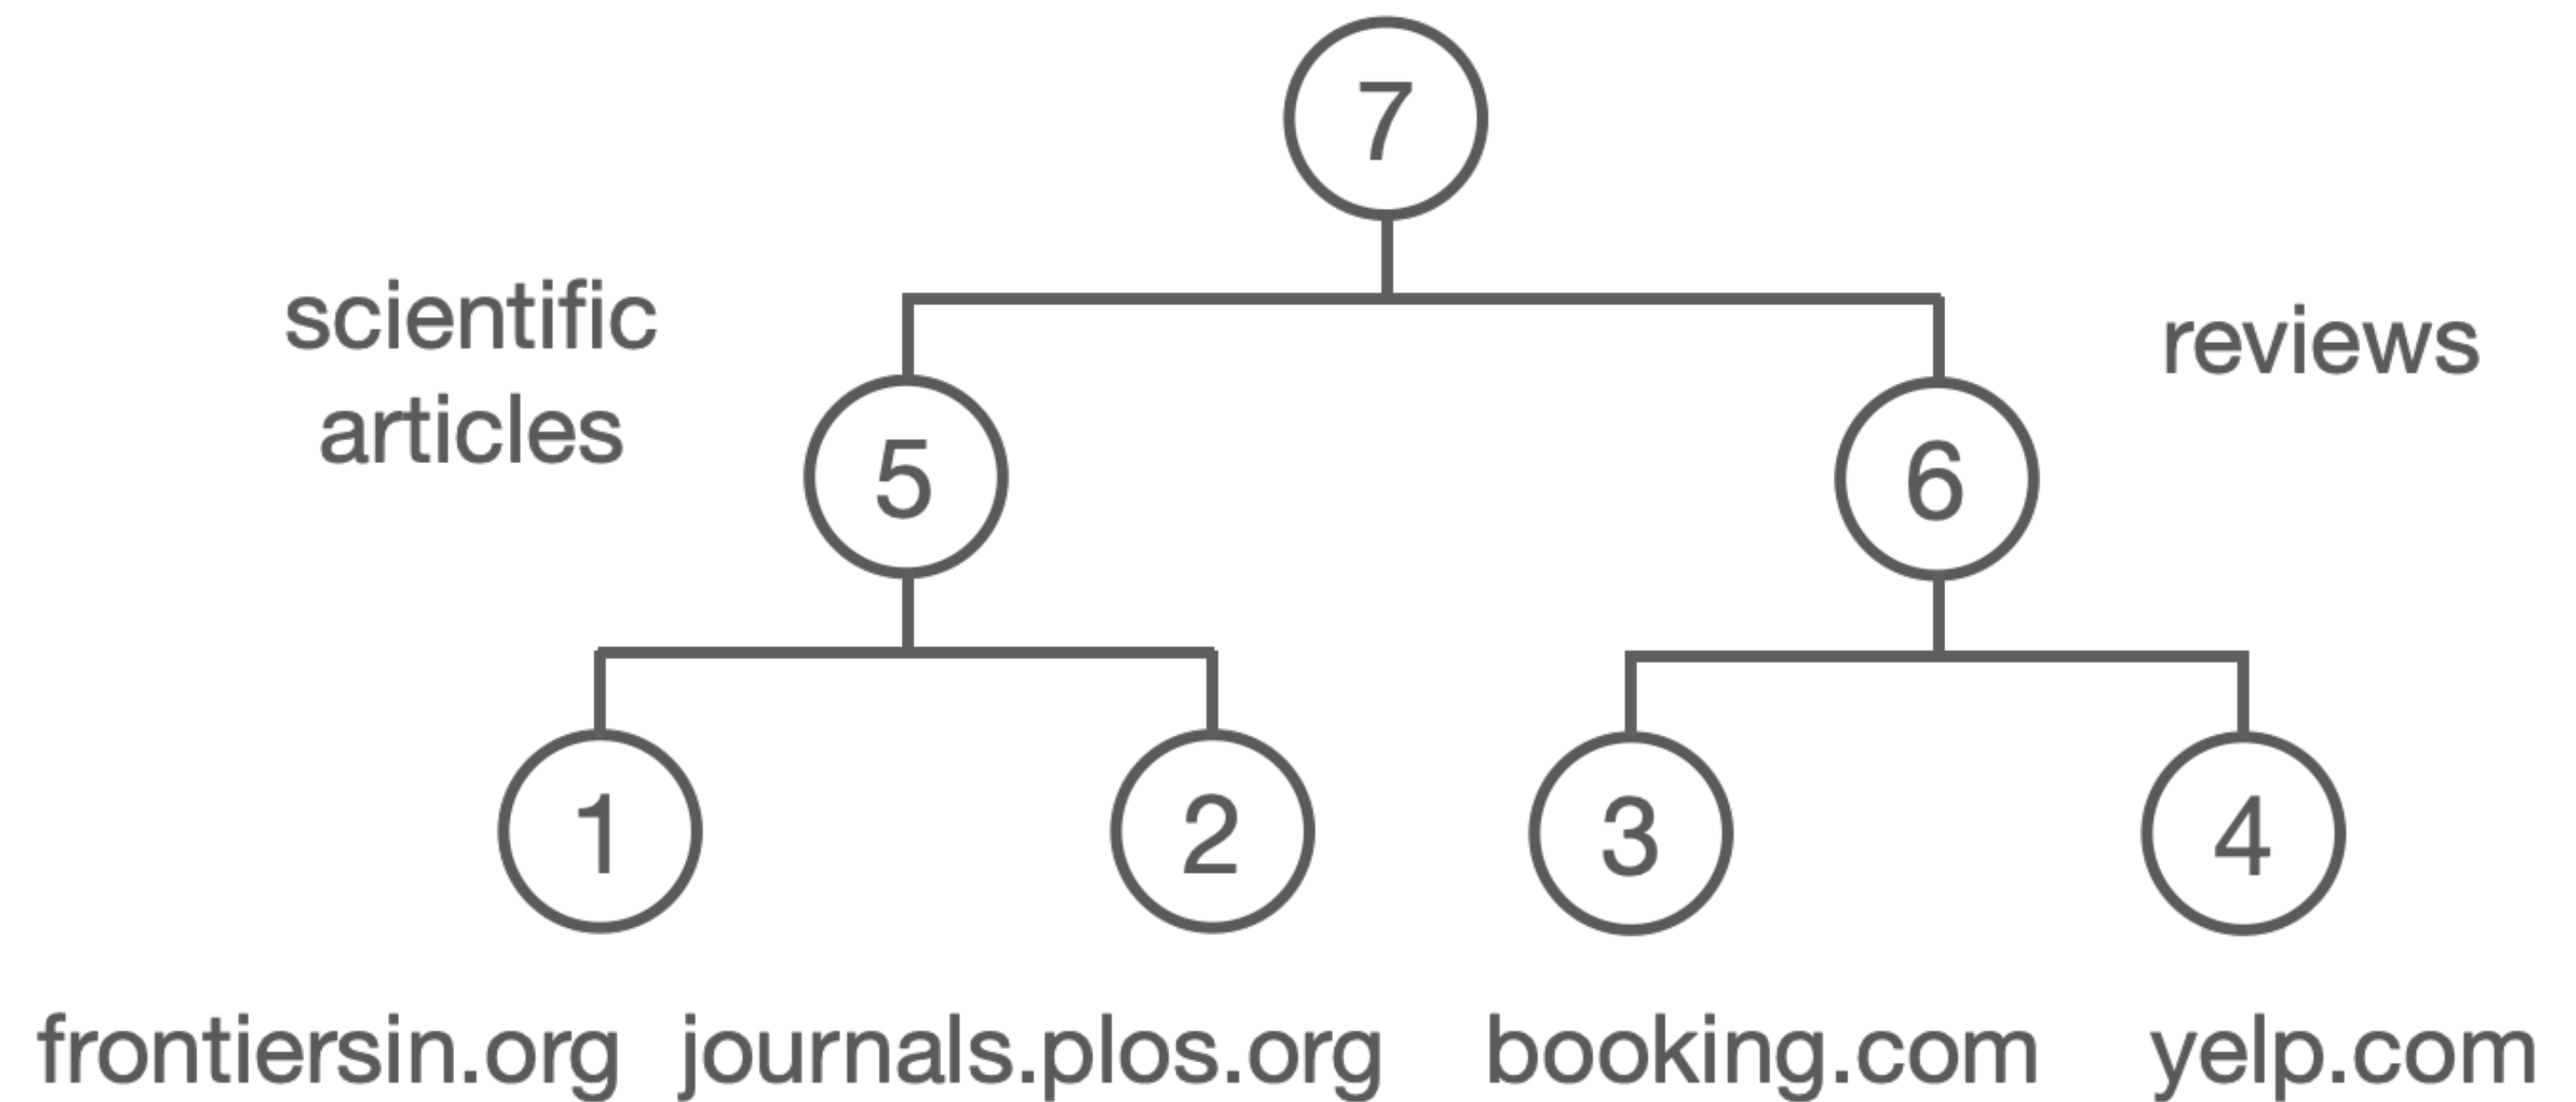 7
scientific
articles
reviews
5
6
1
2
3
4
frontiersin.org
journals.plos.org
booking.com
yelp.com